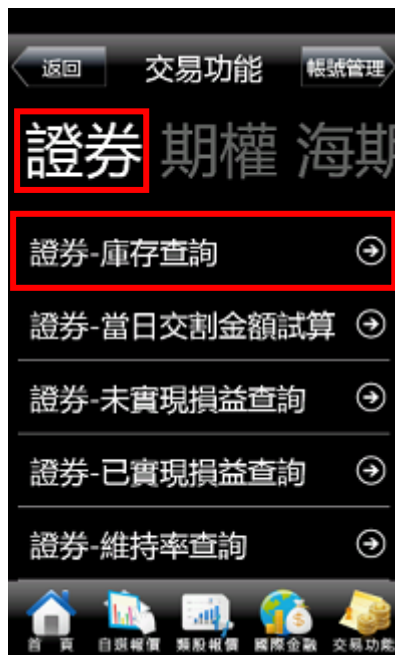 返回 交易功能 帳號管理
證券 期權 海期
證券-庫存查詢
證券-當日交割金額試算
證券-未實現損益查詢
證券-已實現損益查詢
證券-維持率查詢
首頁 自選報價 類股報價 國際金融 交易功能